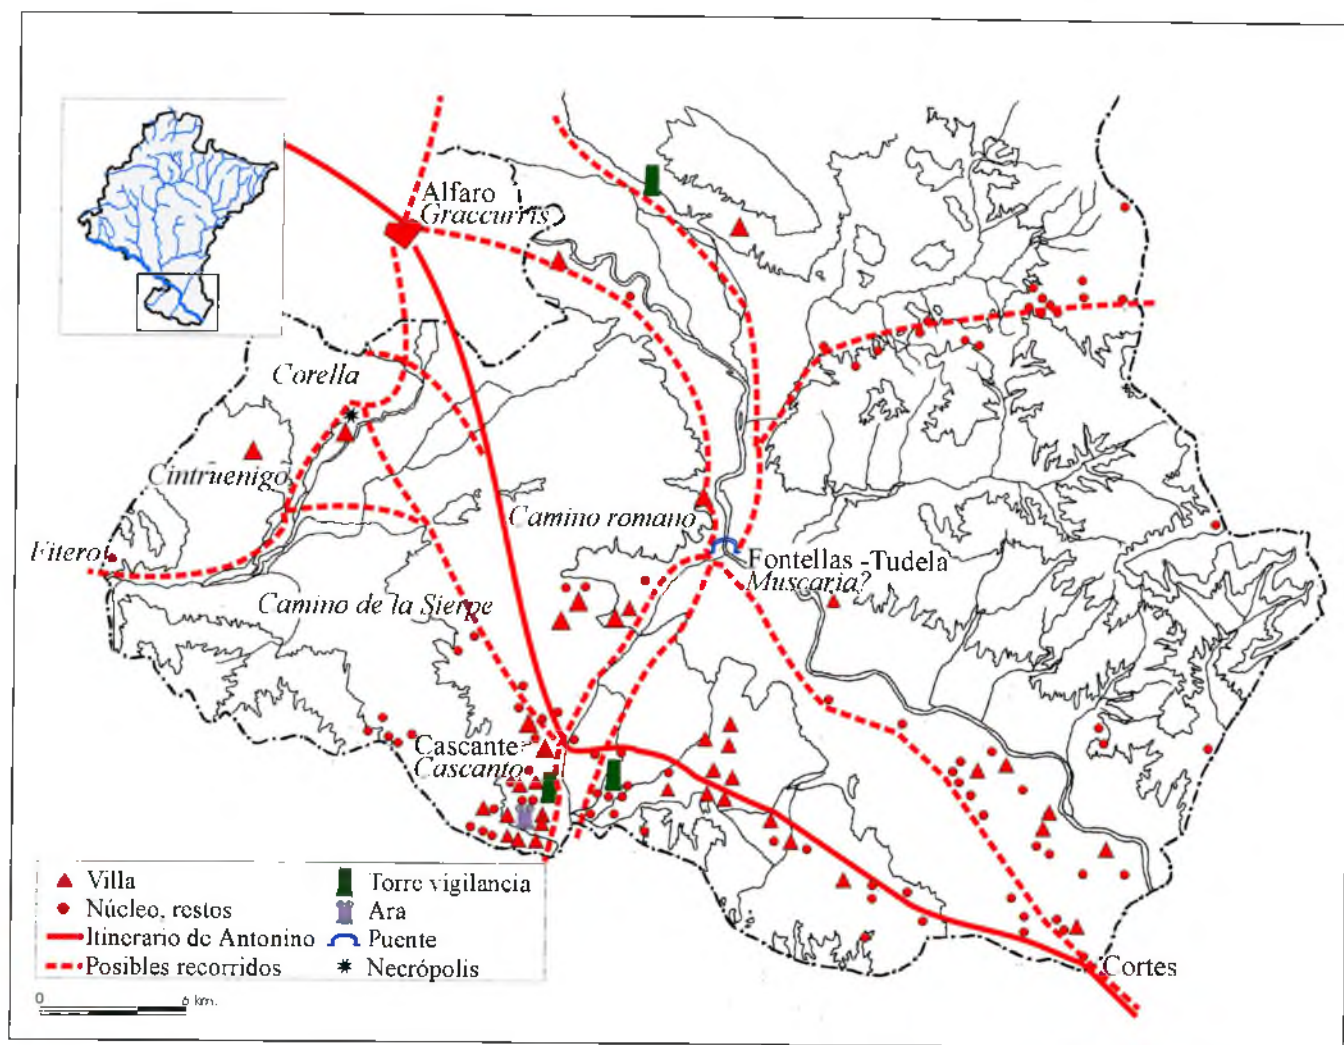 Alfaro
Graccurris
Corella
Cintruenigo
Camino romano
Fitero
Fontellas -Tudela
Muscaria?
Camino de la Sierpe
Cascante
Cascanto
Villa
Núcleo, restos
Itinerario de Antonino
Posibles recorridos
Torre vigilancia
Ara
Puente
Necrópolis
Cortes
0 6 km.